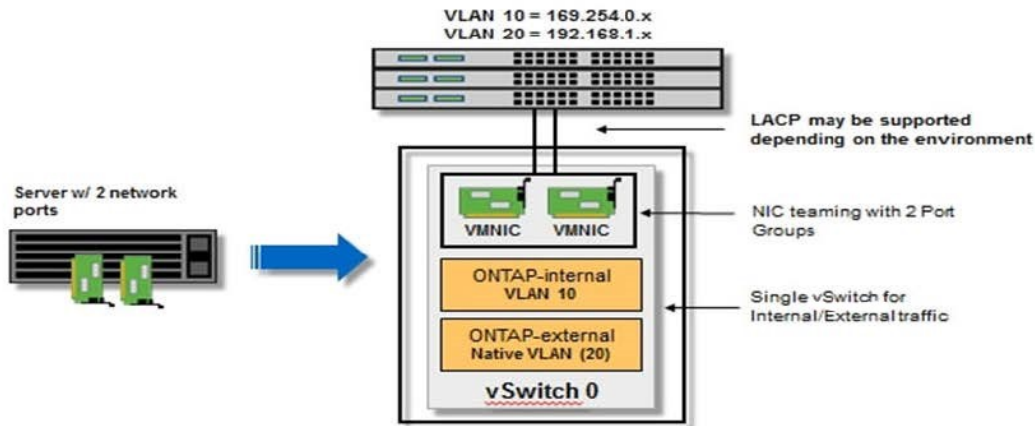 VLAN 10 = 169.254.0.x
VLAN 20 = 192.168.1.x
LACP may be supported
depending on the environment
Server w/ 2 network
ports
VMNIC
VMNIC
NIC teaming with 2 Port
Groups
ONTAP-internal
VLAN 10
Single vSwitch for
Internal/External traffic
ONTAP-external
Native VLAN (20)
vSwitch 0